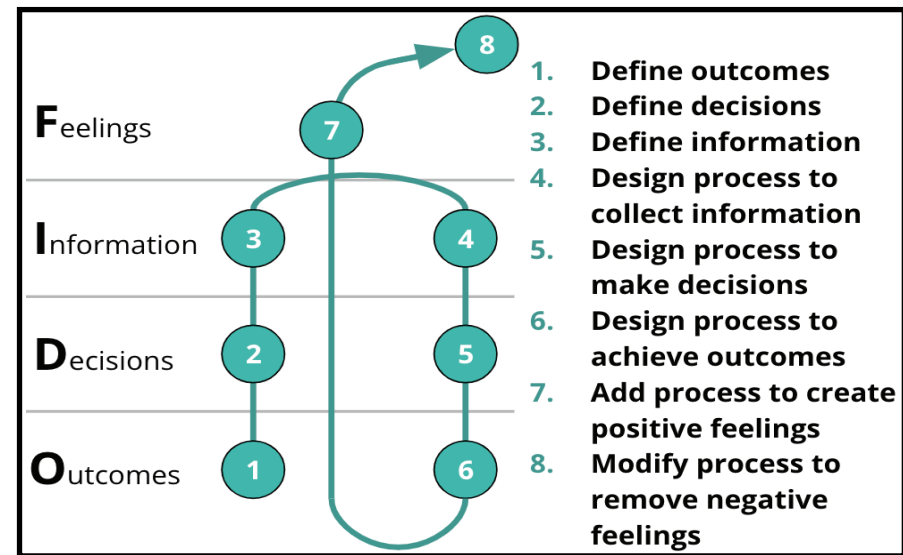 8
Feelings
7
Information
3
4
Decisions
2
5
Outcomes
1
6
1. Define outcomes
2. Define decisions
3. Define information
4. Design process to
collect information
5. Design process to
make decisions
6. Design process to
achieve outcomes
7. Add process to create
positive feelings
8. Modify process to
remove negative
feelings